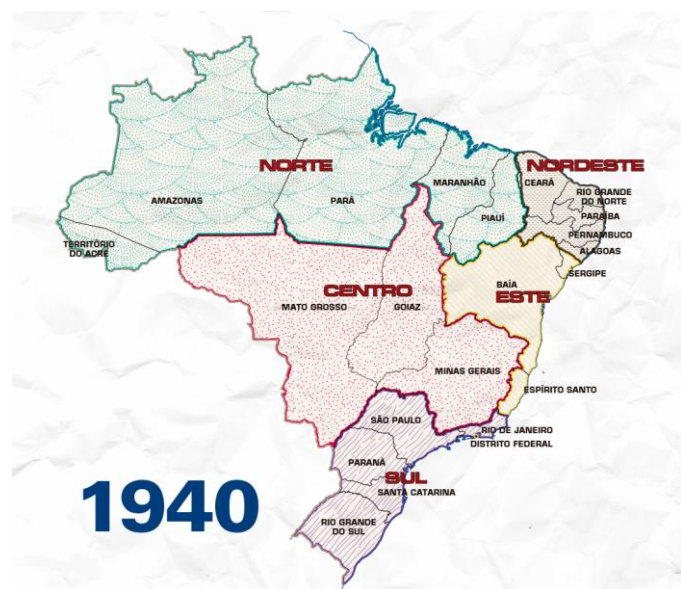 NORTE
NORDESTE
MARANHÃO
CEARÁ
RIO GRANDE
DO NORTE
AMAZONAS
PARÁ
PIAUÍ
PARAÍBA
PERNAMBUCO
ALAGOAS
TERRITÓRIO
DO ACRE
SERGIPE
BAÍA
CENTRO
ESTE
MATO GROSSO
GOIAZ
MINAS GERAIS
ESPÍRITO SANTO
SÃO PAULO
RIO DE JANEIRO
DISTRITO FEDERAL
PARANÁ
SUL
SANTA CATARINA
1940
RIO GRANDE
DO SUL